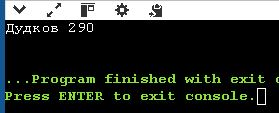 Дудков 290
...Program finished with exit
Press ENTER to exit console.